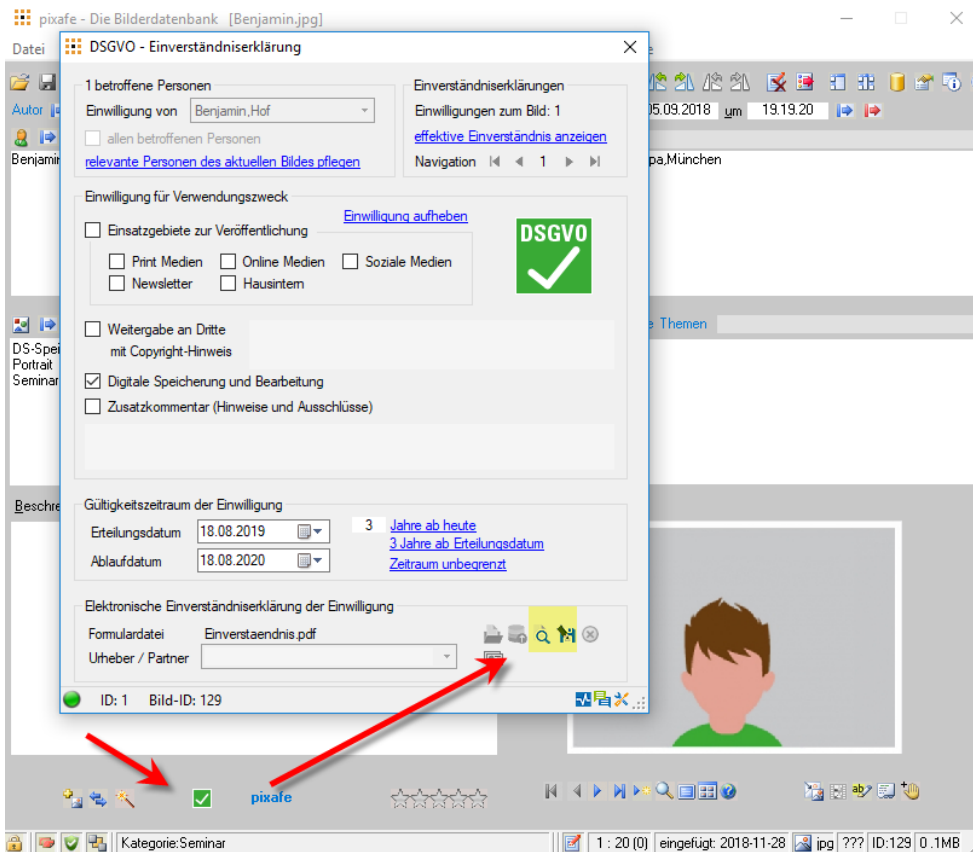 pixafe - Die Bilderdatenbank [Benjamin.jpg]
Datei
DSGVO - Einverständniserklärung
Autor
05.09.2018 um 19.19.20
1 betroffene Personen
Einwilligung von Benjamin,Hof
allen betroffenen Personen
relevante Personen des aktuellen Bildes pflegen
Einverständniserklärungen
Einwilligungen zum Bild: 1
effektive Einverständnis anzeigen
Navigation 1
Benjamin
pa,München
Einwilligung für Verwendungszweck
Einwilligung aufheben
Einsatzgebiete zur Veröffentlichung
Print Medien Online Medien Soziale Medien
Newsletter Hausintern
DSGVO
e Themen
Weitergabe an Dritte
mit Copyright-Hinweis
DS-Spei
Portrait
Seminar
Digitale Speicherung und Bearbeitung
Zusatzkommentar (Hinweise und Ausschlüsse)
Beschre
Gültigkeitszeitraum der Einwilligung
Erteilungsdatum 18.08.2019
Ablaufdatum 18.08.2020
3 Jahre ab heute
3 Jahre ab Erteilungsdatum
Zeitraum unbegrenzt
Elektronische Einverständniserklärung der Einwilligung
Formulardatei Einverstaendnis.pdf
Urheber / Partner
ID: 1 Bild-ID: 129
pixafe
Kategorie:Seminar
1 : 20 (0) eingefügt: 2018-11-28 jpg ??? ID:129 0.1MB